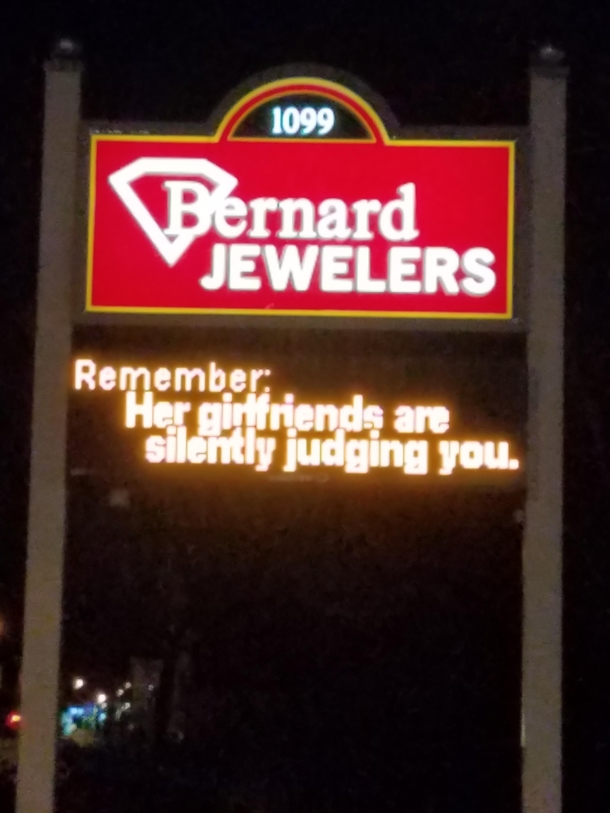 1099
Bernard
JEWELERS
Remember:
Her girlfriends are
silently judging you.